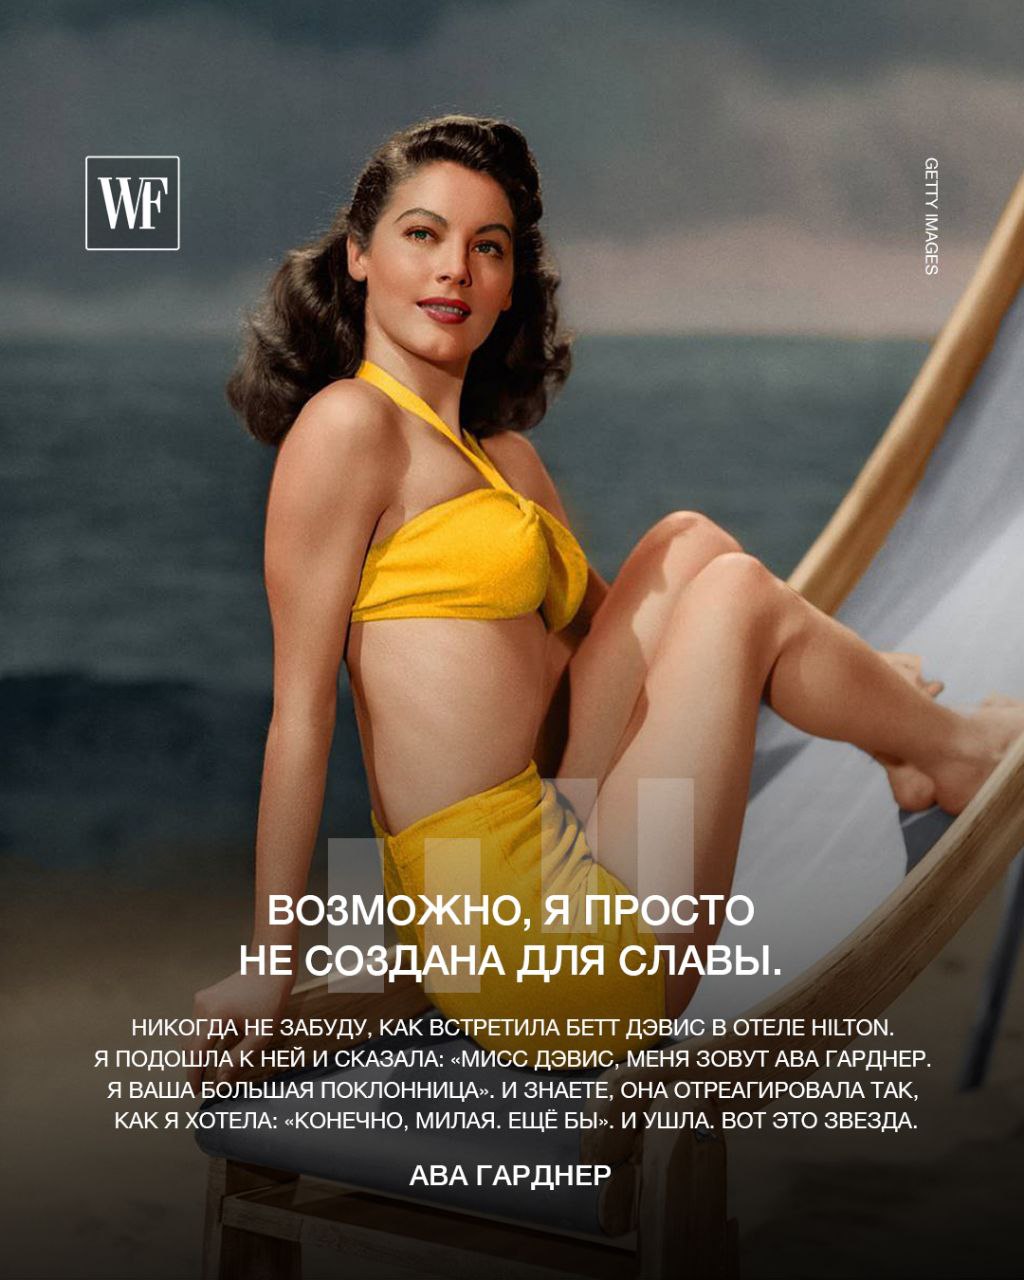 WF
GETTY IMAGES
ВОЗМОЖНО, Я ПРОСТО
НЕ СОЗДАНА ДЛЯ СЛАВЫ.
НИКОГДА НЕ ЗАБУДУ, КАК ВСТРЕТИЛА БЕТТ ДЭВИС В ОТЕЛЕ HILTON.
Я ПОДОШЛА К НЕЙ И СКАЗАЛА: «МИСС ДЭВИС, МЕНЯ ЗОВУТ АВА ГАРДНЕР.
Я ВАША БОЛЬШАЯ ПОКЛОННИЦА». И ЗНАЕТЕ, ОНА ОТРЕАГИРОВАЛА ТАК,
КАК Я ХОТЕЛА: «КОНЕЧНО, МИЛАЯ. ЕЩЁ БЫ». И УШЛА. ВОТ ЭТО ЗВЕЗДА.
АВА ГАРДНЕР